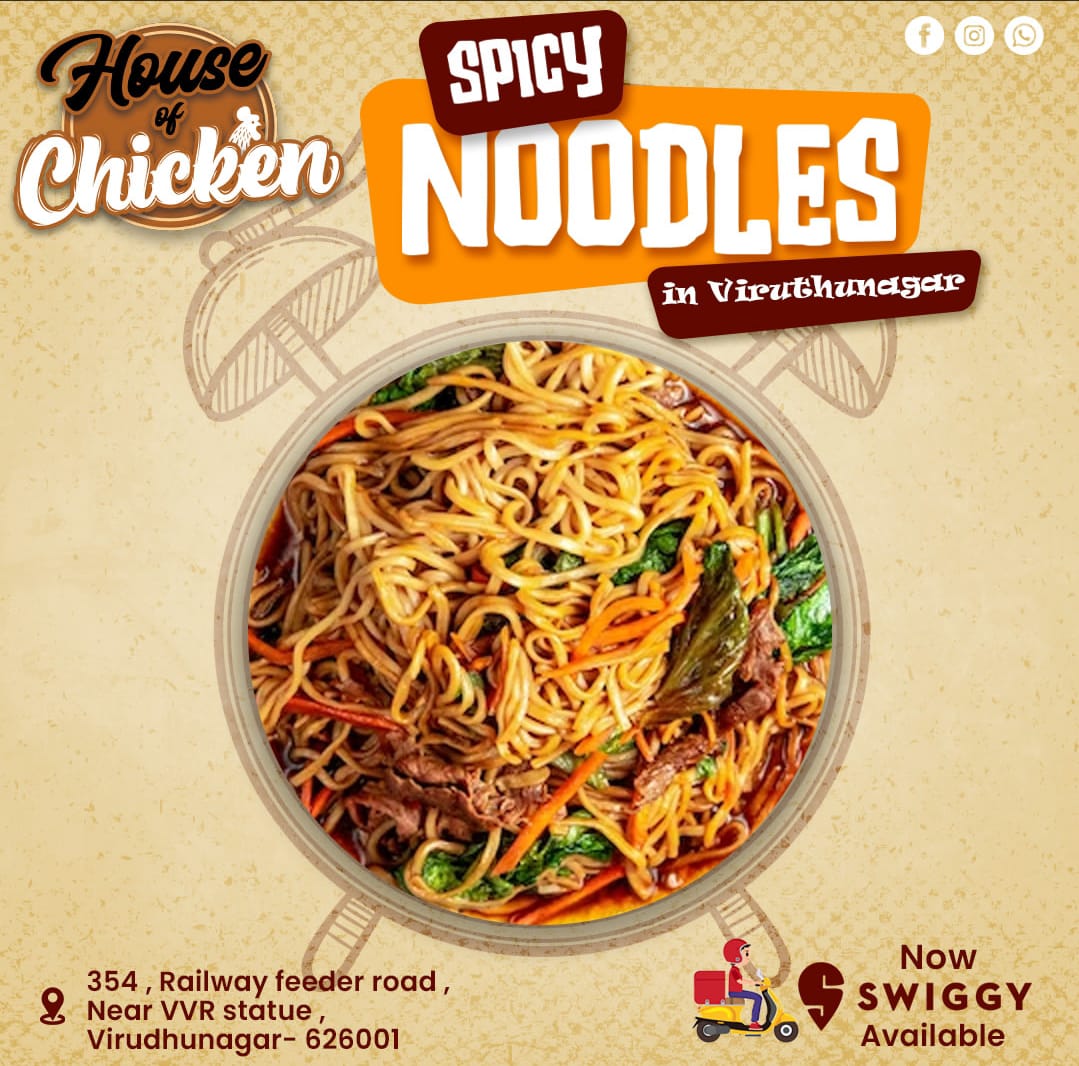 House
of
Chicken
SPICY
NOODLES
in Viruthunagar
354 , Railway feeder road ,
Near VVR statue ,
Virudhunagar- 626001
Now
SWIGGY
Available